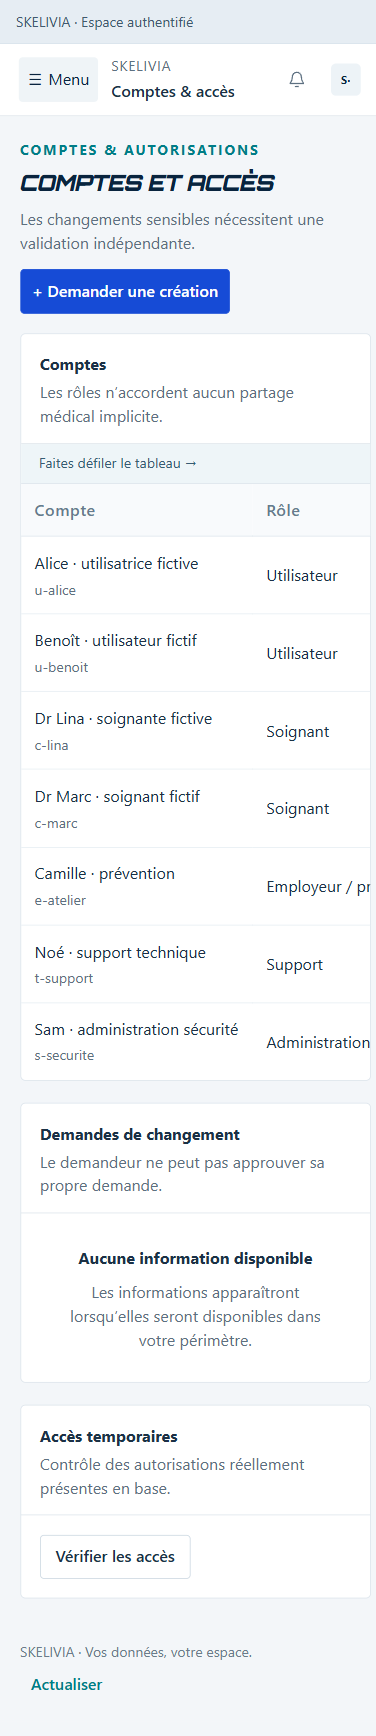 SKELIVIA · Espace authentifié
☰ Menu
SKELIVIA
Comptes & accès
S·
COMPTES & AUTORISATIONS
COMPTES ET ACCÈS
Les changements sensibles nécessitent une
validation indépendante.
+ Demander une création
Comptes
Les rôles n’accordent aucun partage
médical implicite.
Faites défiler le tableau →
Compte Rôle
Alice · utilisatrice fictive
u-alice
Utilisateur
Benoît · utilisateur fictif
u-benoit
Utilisateur
Dr Lina · soignante fictive
c-lina
Soignant
Dr Marc · soignant fictif
c-marc
Soignant
Camille · prévention
e-atelier
Employeur / pr
Noé · support technique
t-support
Support
Sam · administration sécurité
s-securite
Administration
Demandes de changement
Le demandeur ne peut pas approuver sa
propre demande.
Aucune information disponible
Les informations apparaîtront
lorsqu’elles seront disponibles dans
votre périmètre.
Accès temporaires
Contrôle des autorisations réellement
présentes en base.
Vérifier les accès
SKELIVIA · Vos données, votre espace.
Actualiser